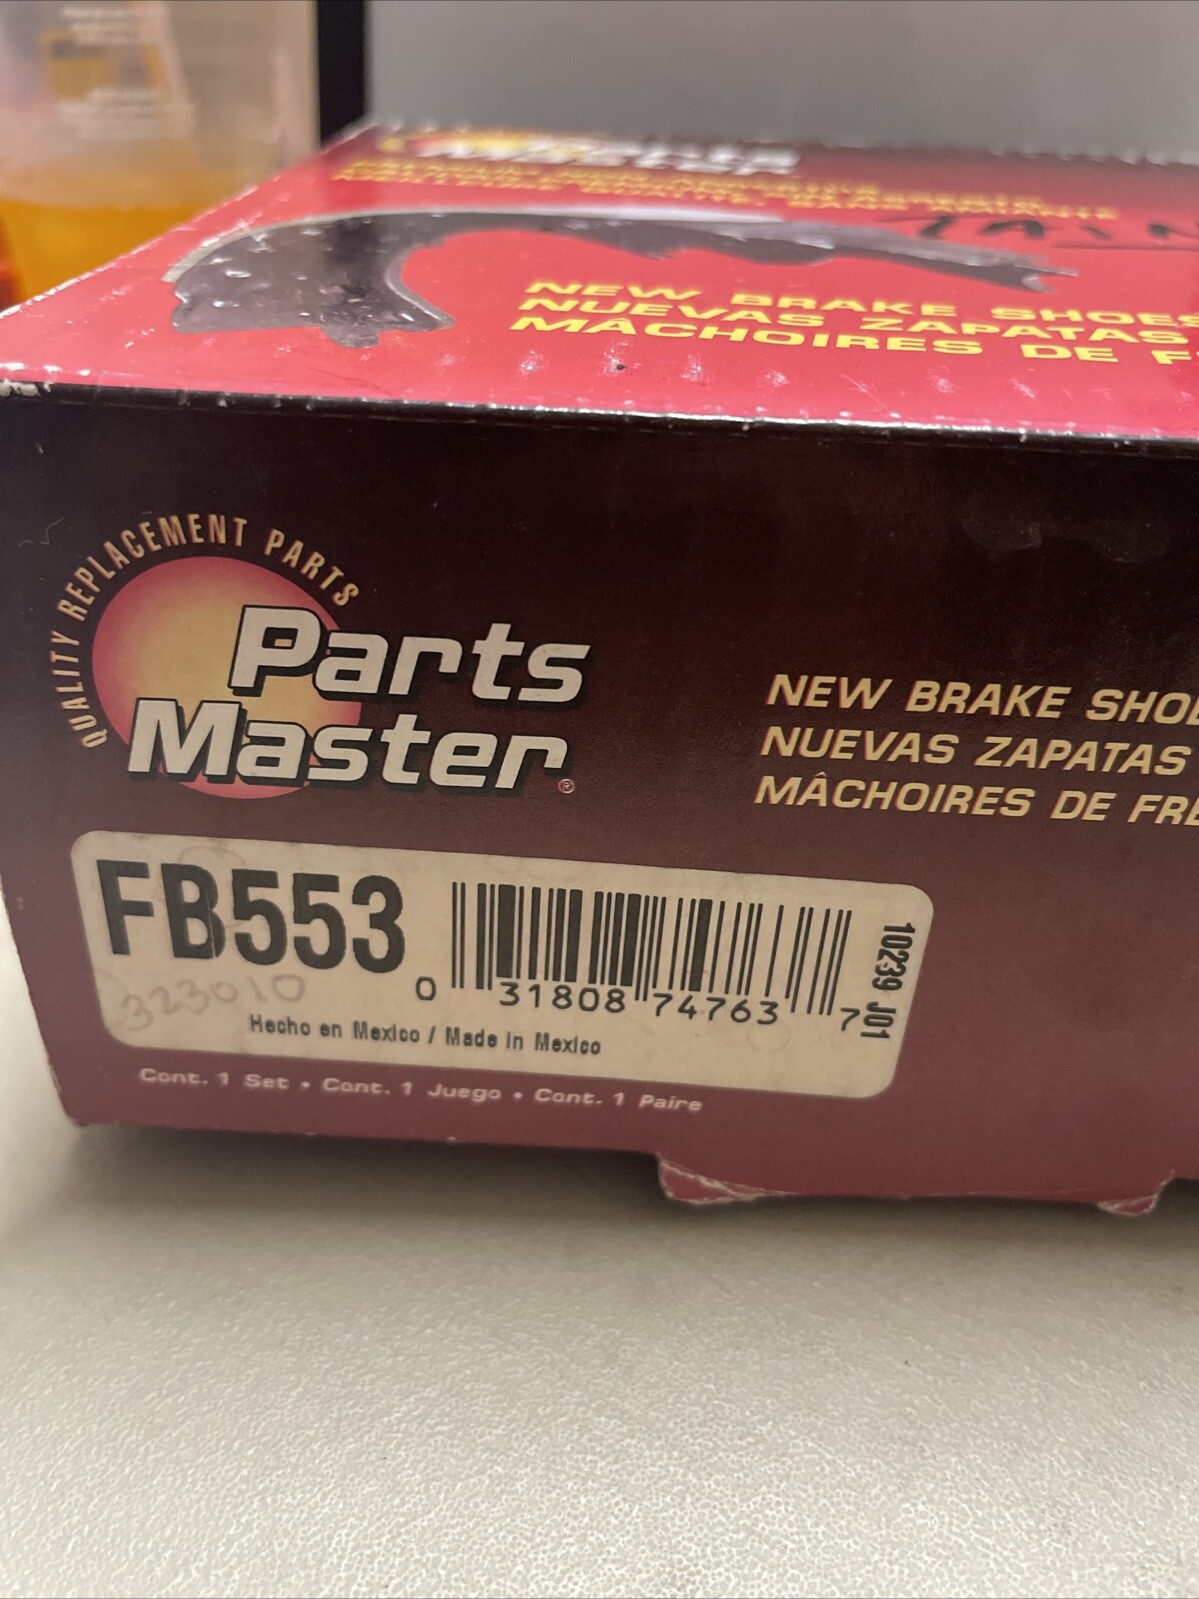 Parts
Master
NEW BRAKE SHOES
NUEVAS ZAPATAS
MÂCHOIRES DE F
QUALITY REPLACEMENT PARTS
Parts
Master®
NEW BRAKE SHOE
NUEVAS ZAPATAS
MÂCHOIRES DE FRE
FB553
323010
0 31808 74763 7
10239 J01
Hecho en Mexico / Made in Mexico
Cont. 1 Set • Cont. 1 Juego • Cont. 1 Paire